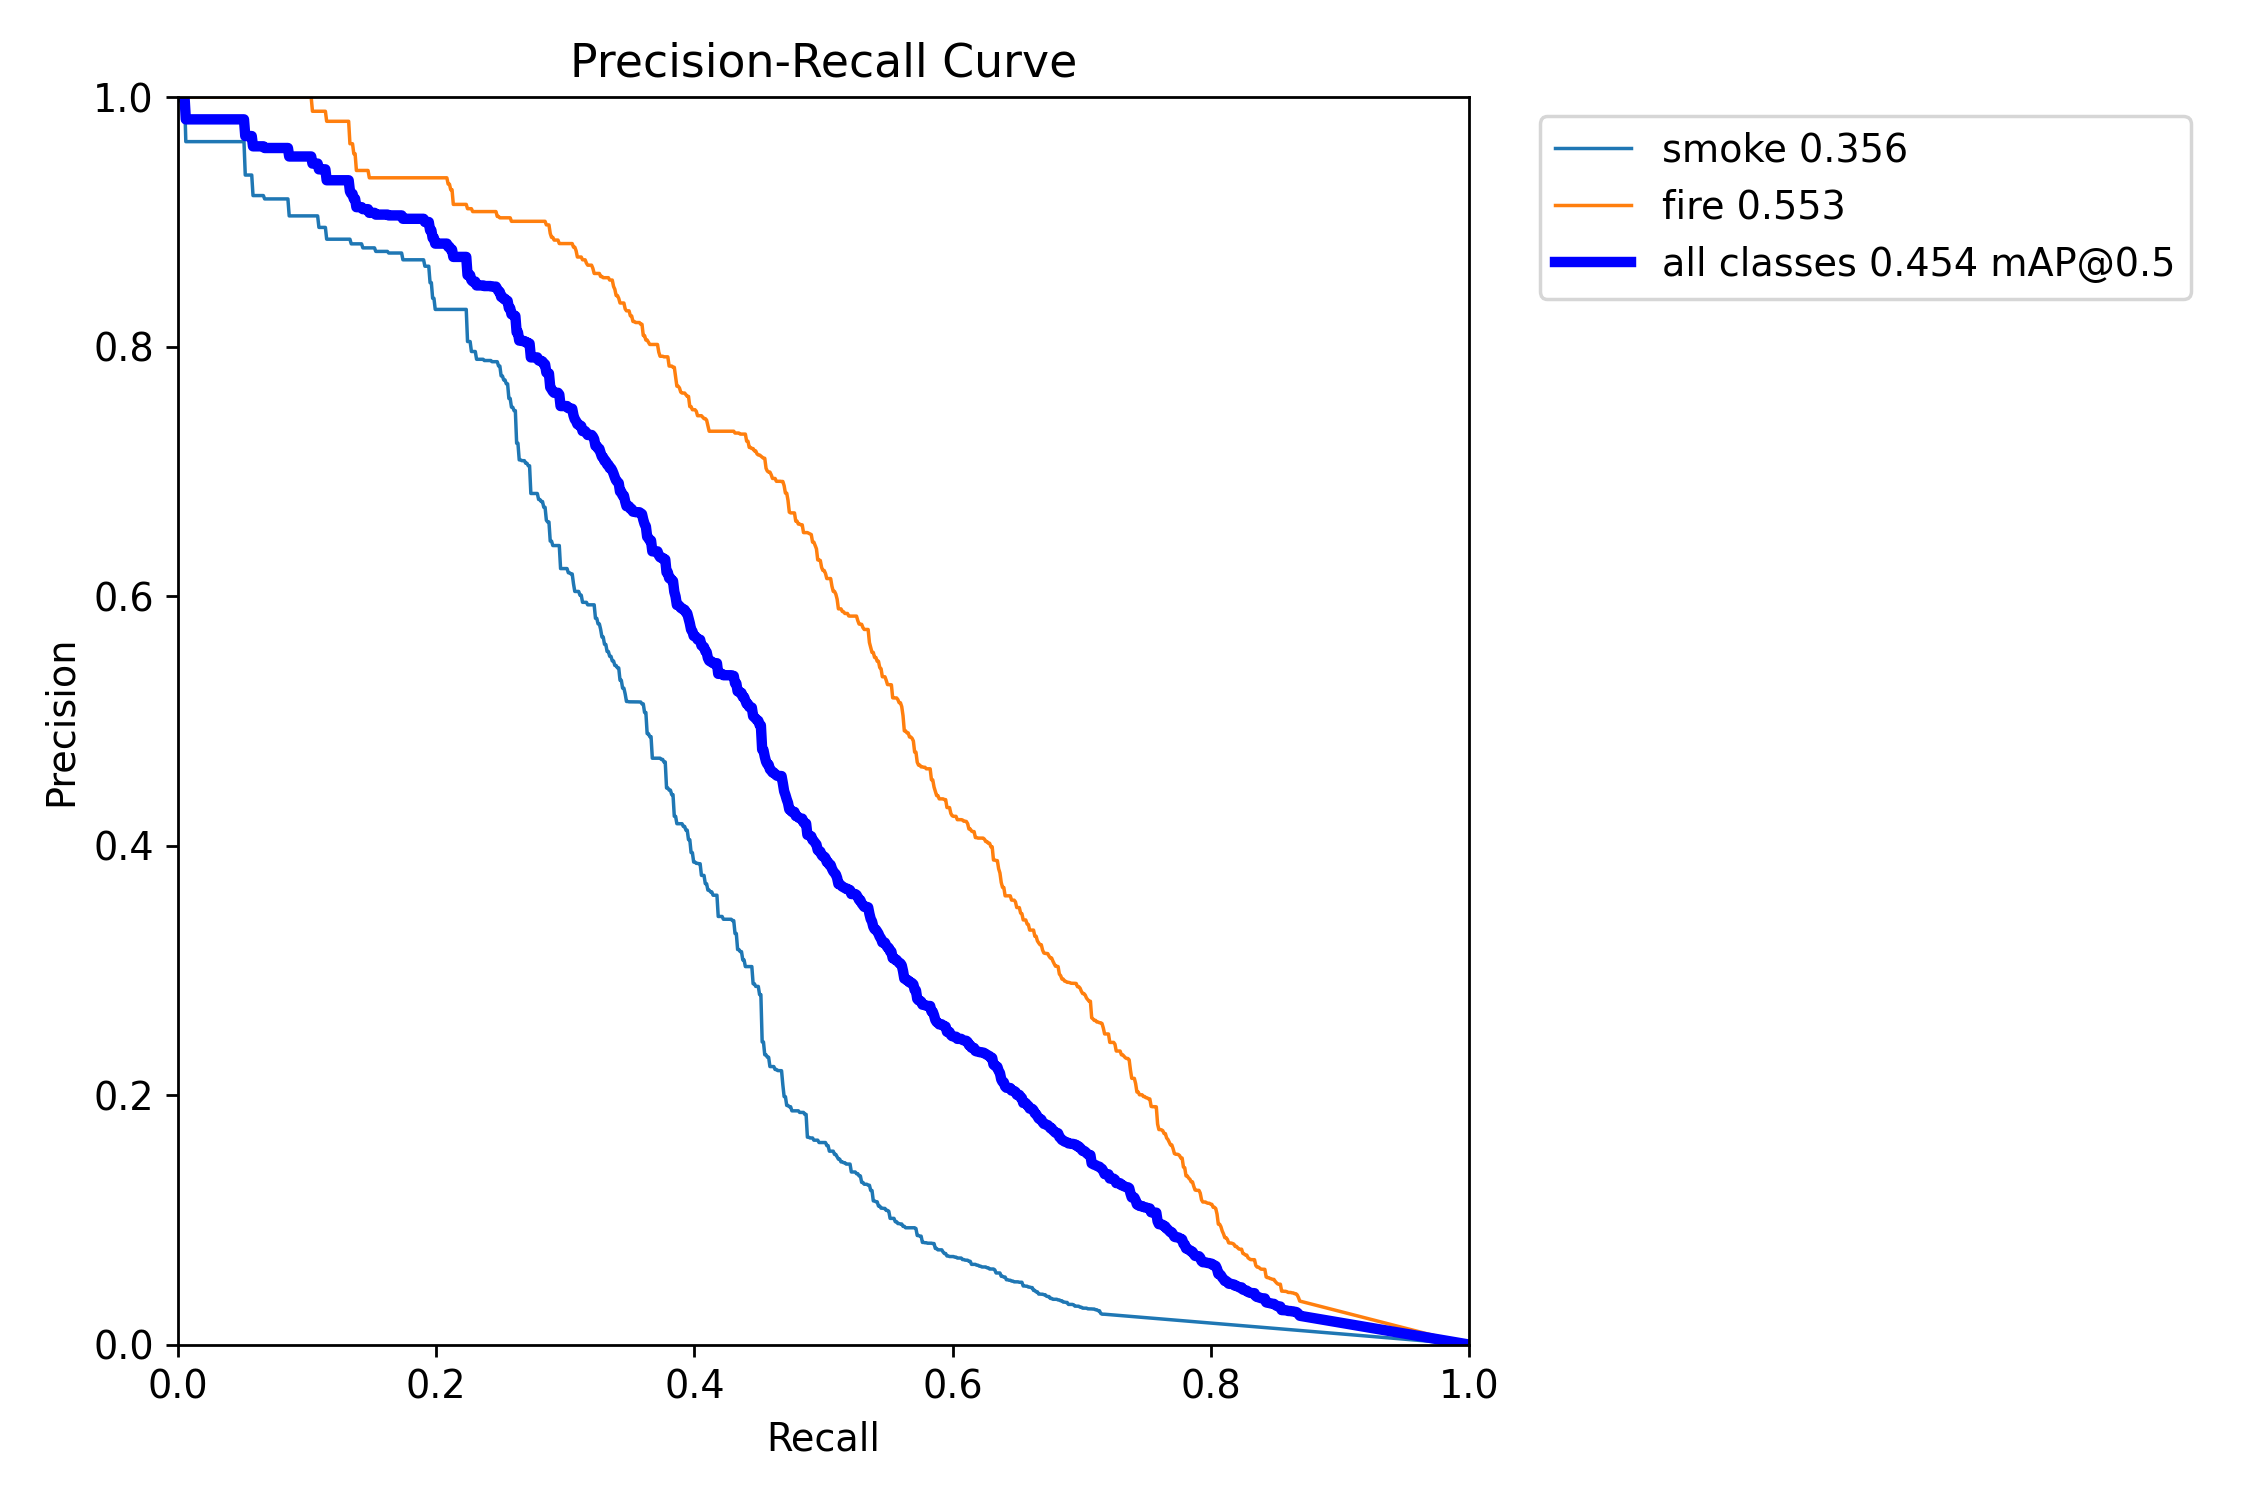 Precision-Recall Curve
1.0
0.8
0.6
0.4
0.2
0.0
Precision
0.0 0.2 0.4 0.6 0.8 1.0
Recall
smoke 0.356
fire 0.553
all classes 0.454 mAP@0.5